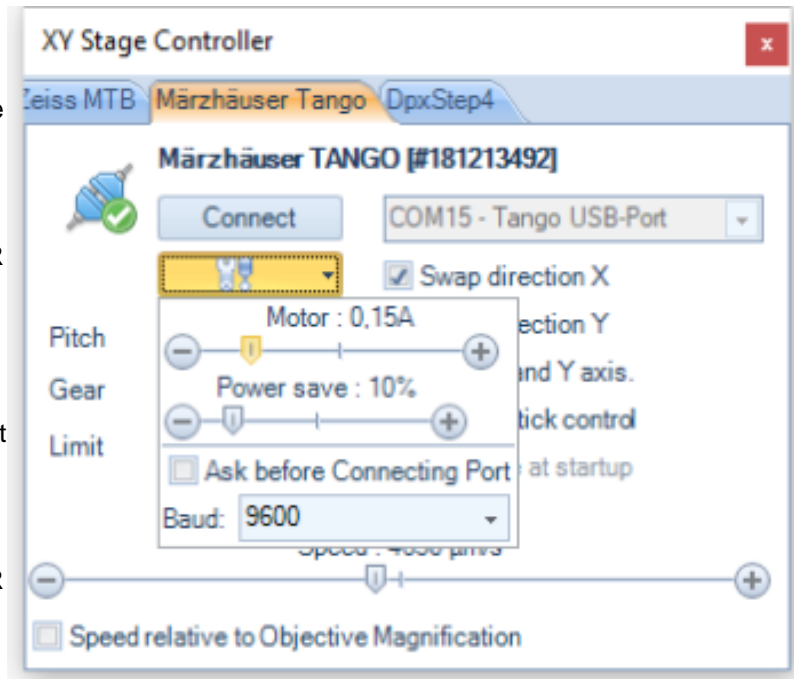 XY Stage Controller x
Zeiss MTB Märzhäuser Tango DpxStep4
Märzhäuser TANGO [#181213492]
Connect COM15 - Tango USB-Port
Swap direction X
Motor : 0,15A
ection Y
Pitch
nd Y axis.
Gear Power save : 10%
tick control
Limit
Ask before Connecting Port at startup
Baud: 9600
Speed relative to Objective Magnification